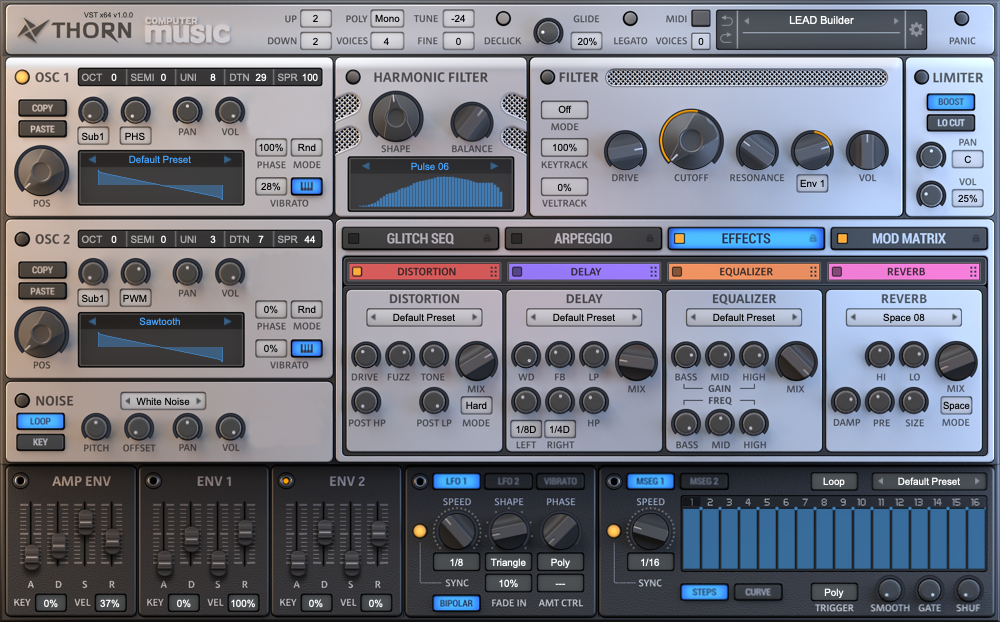 VST x64 v1.0.0
THORN
COMPUTER music
UP 2 POLY Mono TUNE -24 GLIDE MIDI LEAD Builder
DOWN 2 VOICES 4 FINE 0 DECLICK 20% LEGATO VOICES 0 PANIC
OSC 1 OCT 0 SEMI 0 UNI 8 DTN 29 SPR 100
COPY
PASTE
Sub1 PHS PAN VOL
Default Preset
POS
100% Rnd
PHASE MODE
28%
VIBRATO
HARMONIC FILTER
SHAPE BALANCE
Pulse 06
FILTER
Off
MODE
100%
KEYTRACK
0%
VELTRACK
DRIVE CUTOFF RESONANCE Env 1 VOL
LIMITER
BOOST
LO CUT
PAN
C
VOL
25%
OSC 2 OCT 0 SEMI 0 UNI 3 DTN 7 SPR 44
COPY
PASTE
Sub1 PWM PAN VOL
Sawtooth
POS
0% Rnd
PHASE MODE
0%
VIBRATO
NOISE White Noise
LOOP
KEY
PITCH OFFSET PAN VOL
GLITCH SEQ ARPEGGIO EFFECTS MOD MATRIX
DISTORTION DELAY EQUALIZER REVERB
DISTORTION
Default Preset
DRIVE FUZZ TONE MIX
Hard
POST HP POST LP MODE
DELAY
Default Preset
WD FB LP MIX
1/8D 1/4D HP
LEFT RIGHT
EQUALIZER
Default Preset
BASS MID HIGH MIX
GAIN
FREQ
BASS MID HIGH
REVERB
Space 08
HI LO MIX
Space
DAMP PRE SIZE MODE
AMP ENV
A D S R
KEY 0% VEL 37%
ENV 1
A D S R
KEY 0% VEL 100%
ENV 2
A D S R
KEY 0% VEL 0%
LFO 1 LFO 2 VIBRATO
SPEED SHAPE PHASE
1/8 Triangle Poly
SYNC 10% ---
BIPOLAR FADE IN AMT CTRL
MSEG 1 MSEG 2 Loop Default Preset
SPEED
1 2 3 4 5 6 7 8 9 10 11 12 13 14 15 16
1/16
SYNC
STEPS CURVE Poly
TRIGGER SMOOTH GATE SHUF